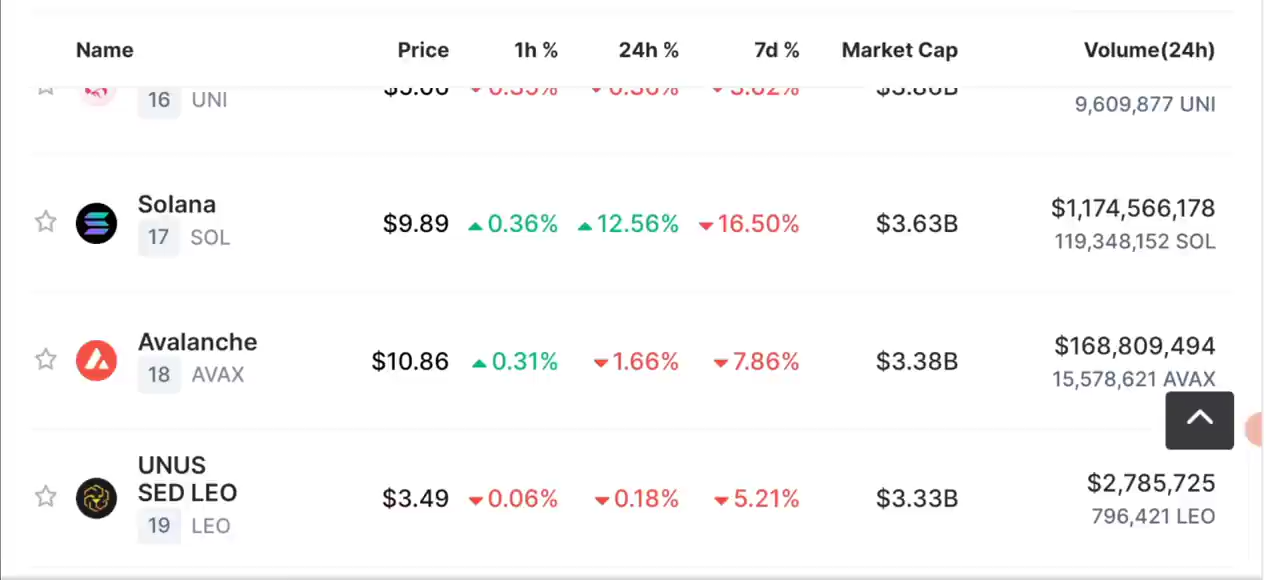 Name Price 1h % 24h % 7d % Market Cap Volume(24h)
16 UNI 9,609,877 UNI
Solana
17 SOL
$9.89 0.36% 12.56% 16.50% $3.63B $1,174,566,178
119,348,152 SOL
Avalanche
18 AVAX
$10.86 0.31% 1.66% 7.86% $3.38B $168,809,494
15,578,621 AVAX
UNUS
SED LEO
19 LEO
$3.49 0.06% 0.18% 5.21% $3.33B $2,785,725
796,421 LEO